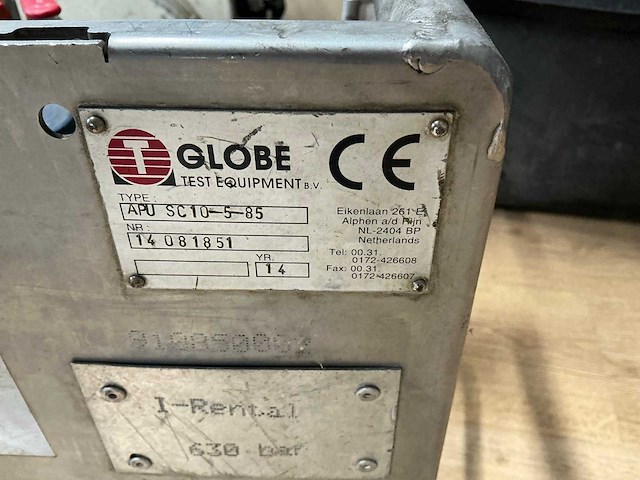 T GLOBE
TEST EQUIPMENT B.V.
CE
TYPE:
APU SC10-5-85
NR:
14 081851
YR.
14
Eikenlaan 261 E
Alphen a/d Rijn
NL-2404 BP
Netherlands
Tel: 00.31.
0172-426608
Fax: 00.31.
0172-426607
I-Rental
630 bar